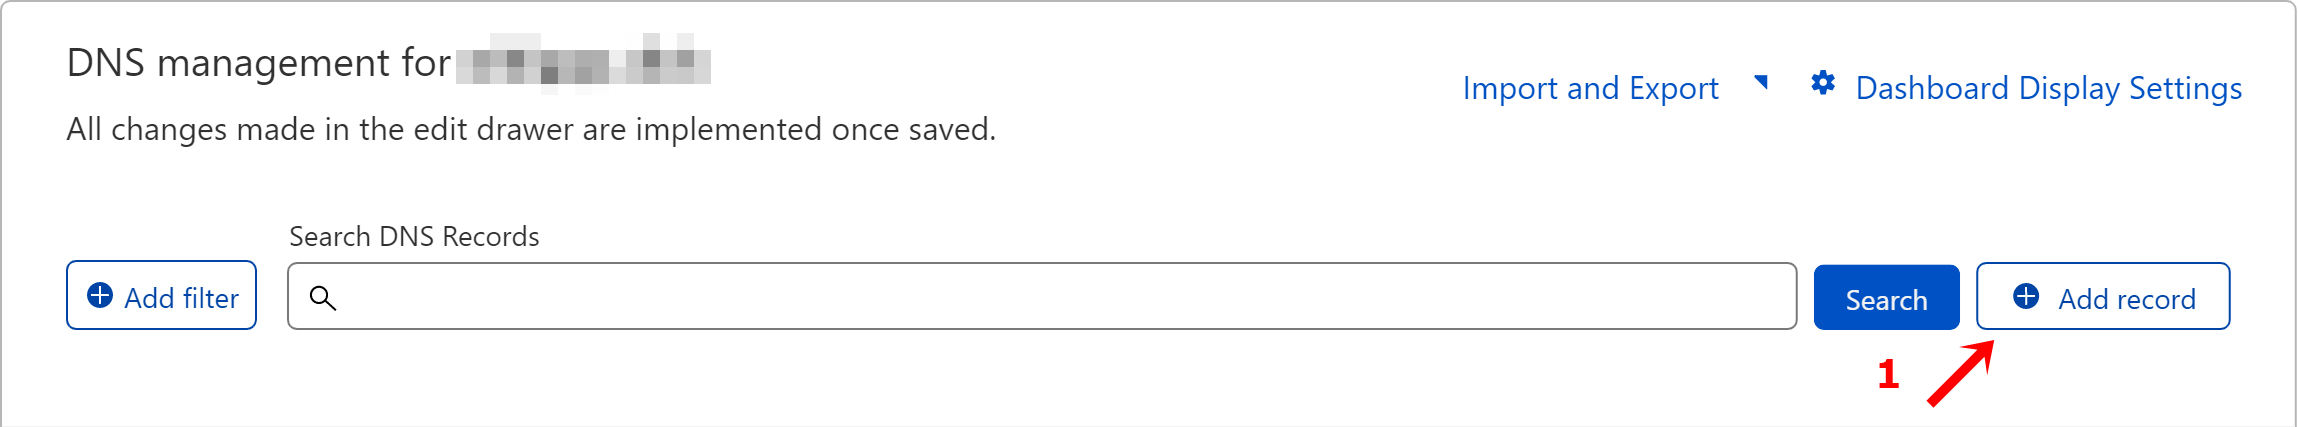 DNS management for
All changes made in the edit drawer are implemented once saved.
Import and Export
Dashboard Display Settings
Search DNS Records
Add filter
Search
Add record
1